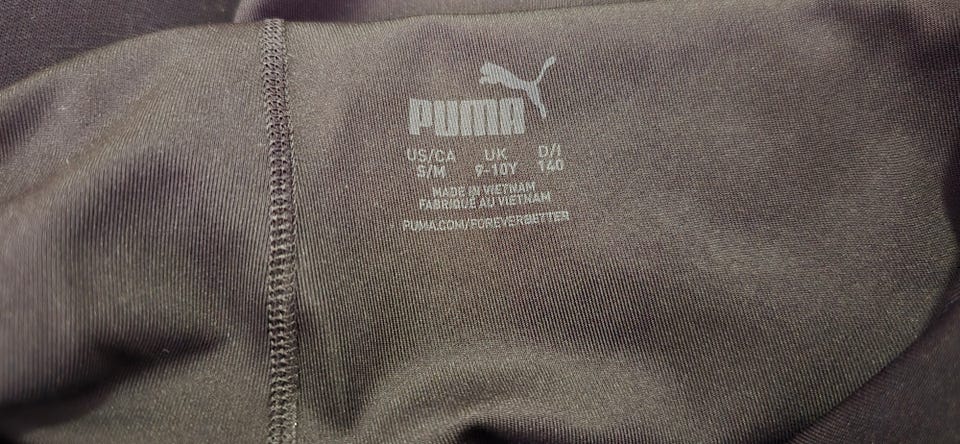 PUMA
US/CA UK D/I
S/M 9-10Y 140
MADE IN VIETNAM
FABRIQUÉ AU VIETNAM
PUMA.COM/FOREVERBETTER